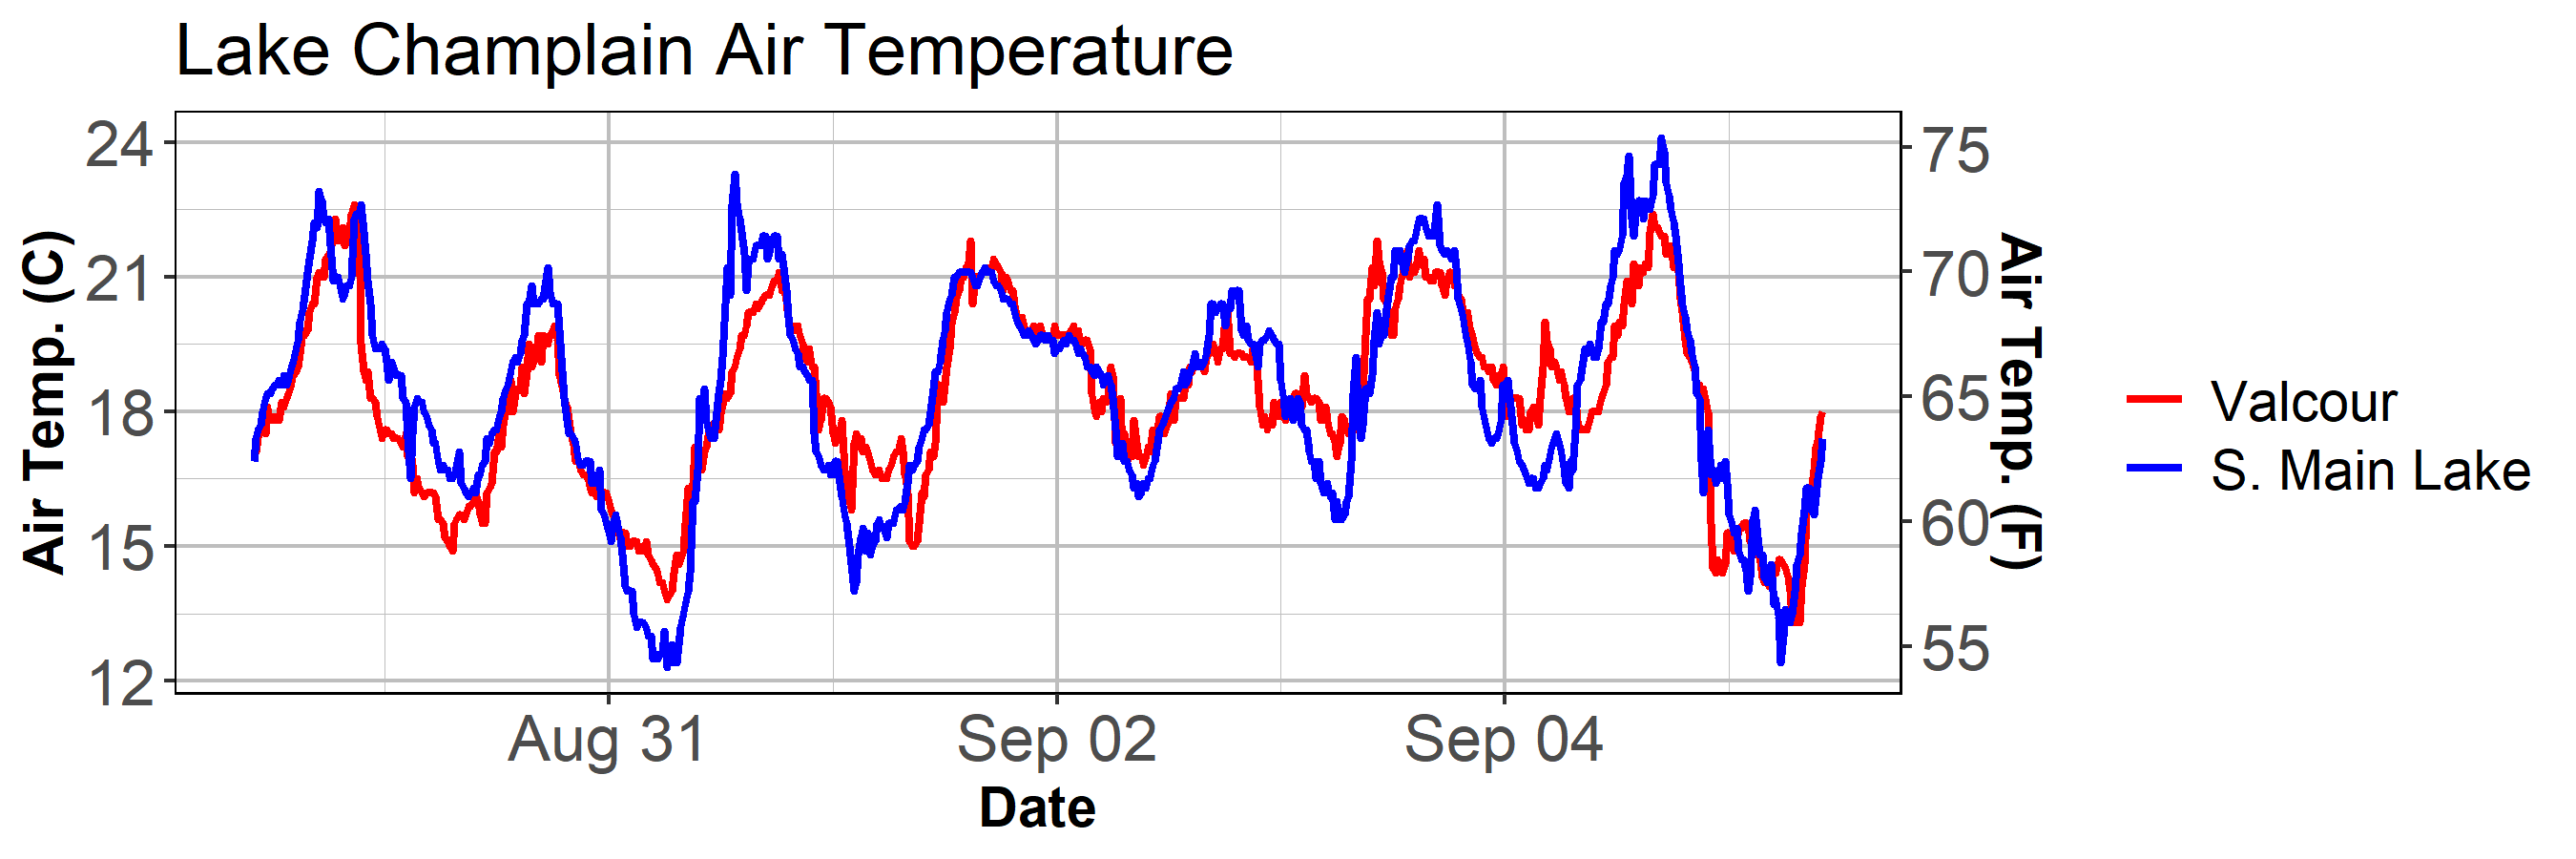 Lake Champlain Air Temperature
Air Temp. (C)
24
21
18
15
12
75
70
65
60
55
Air Temp. (F)
Aug 31
Sep 02
Sep 04
Date
Valcour
S. Main Lake